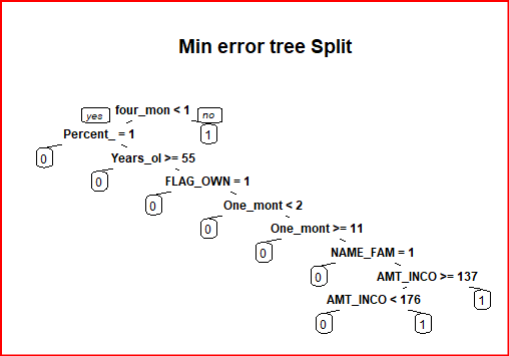 Min error tree Split
yes four_mon < 1 no
Percent_ = 1 1
0 Years_ol >= 55
0 FLAG_OWN = 1
0 One_mont < 2
0 One_mont >= 11
0 NAME_FAM = 1
0 AMT_INCO >= 137
AMT_INCO < 176 1
0 1